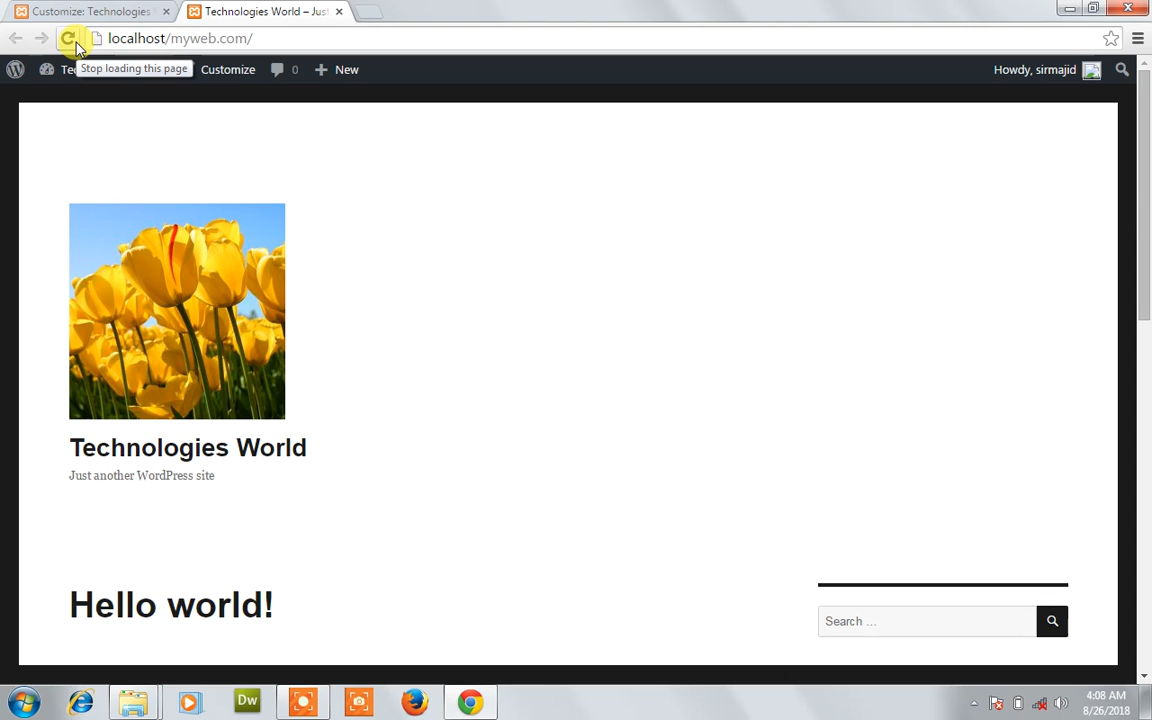 Customize: Technologies
Technologies World – Jus
localhost/myweb.com/
Te
Customize
0
New
Howdy, sirmajid
Stop loading this page
Technologies World
Just another WordPress site
Hello world!
Search ...
Dw
4:08 AM
8/26/2018